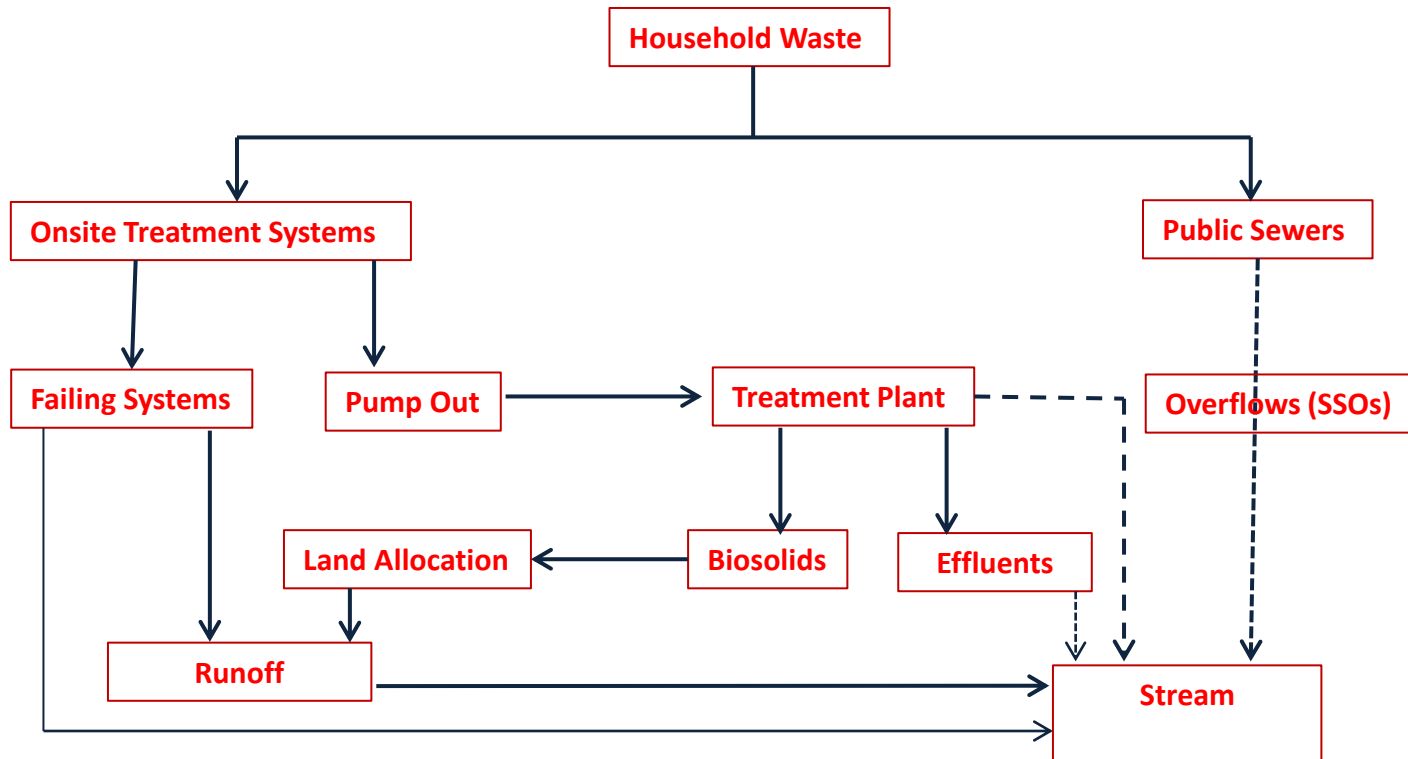 Household Waste
Onsite Treatment Systems
Public Sewers
Failing Systems
Pump Out
Treatment Plant
Overflows (SSOs)
Land Allocation
Biosolids
Effluents
Runoff
Stream